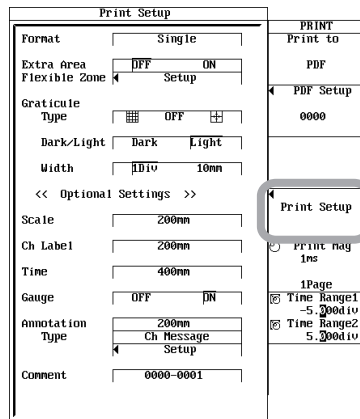 Print Setup
Format Single
Extra Area OFF ON
Flexible Zone Setup
Graticule
Type OFF
Dark/Light Dark Light
Width 1Div 10mm
<< Optional Settings >>
Scale 200mm
Ch Label 200mm
Time 400mm
Gauge OFF ON
Annotation 200mm
Type Ch Message
Setup
Comment 0000-0001
PRINT
Print to
PDF
PDF Setup
0000
Print Setup
Print Mag
1ms
1Page
Time Range1
-5.000div
Time Range2
5.000div